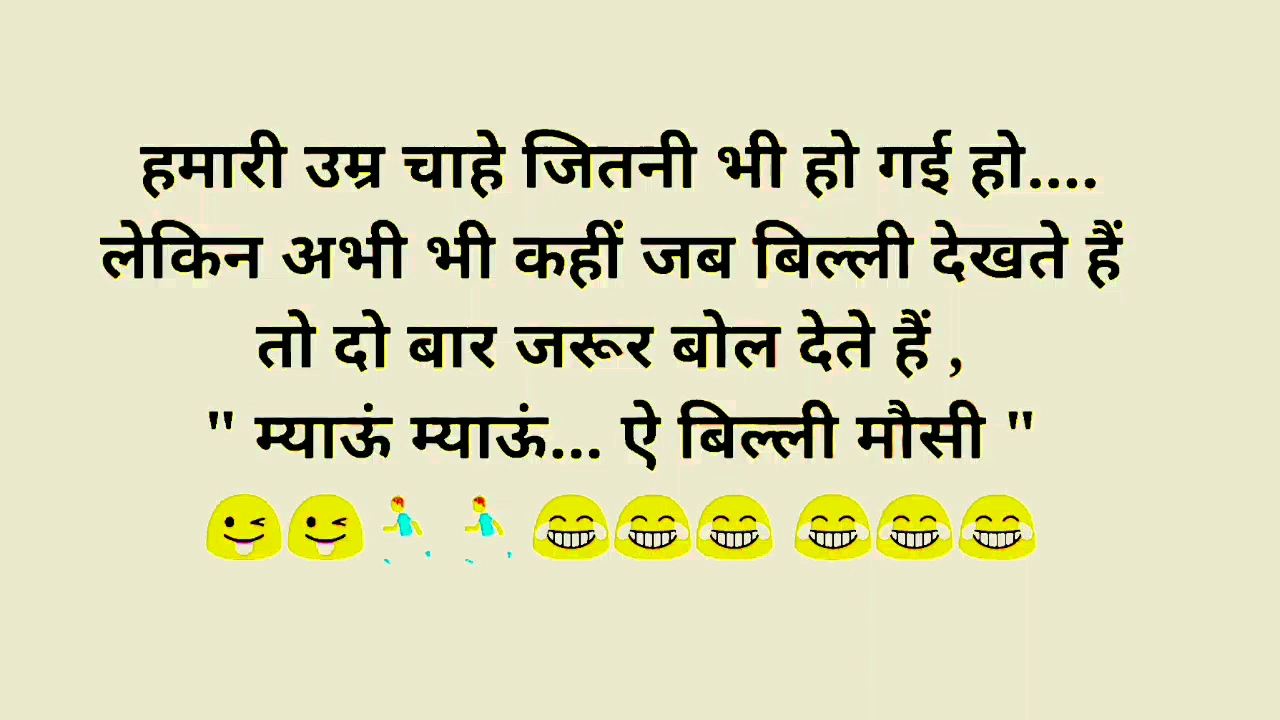 हमारी उम्र चाहे जितनी भी हो गई हो....
लेकिन अभी भी कहीं जब बिल्ली देखते हैं
तो दो बार जरूर बोल देते हैं ,
" म्याऊं म्याऊं... ऐ बिल्ली मौसी "
😜😜🏃🏃😂😂😂 😂😂😂